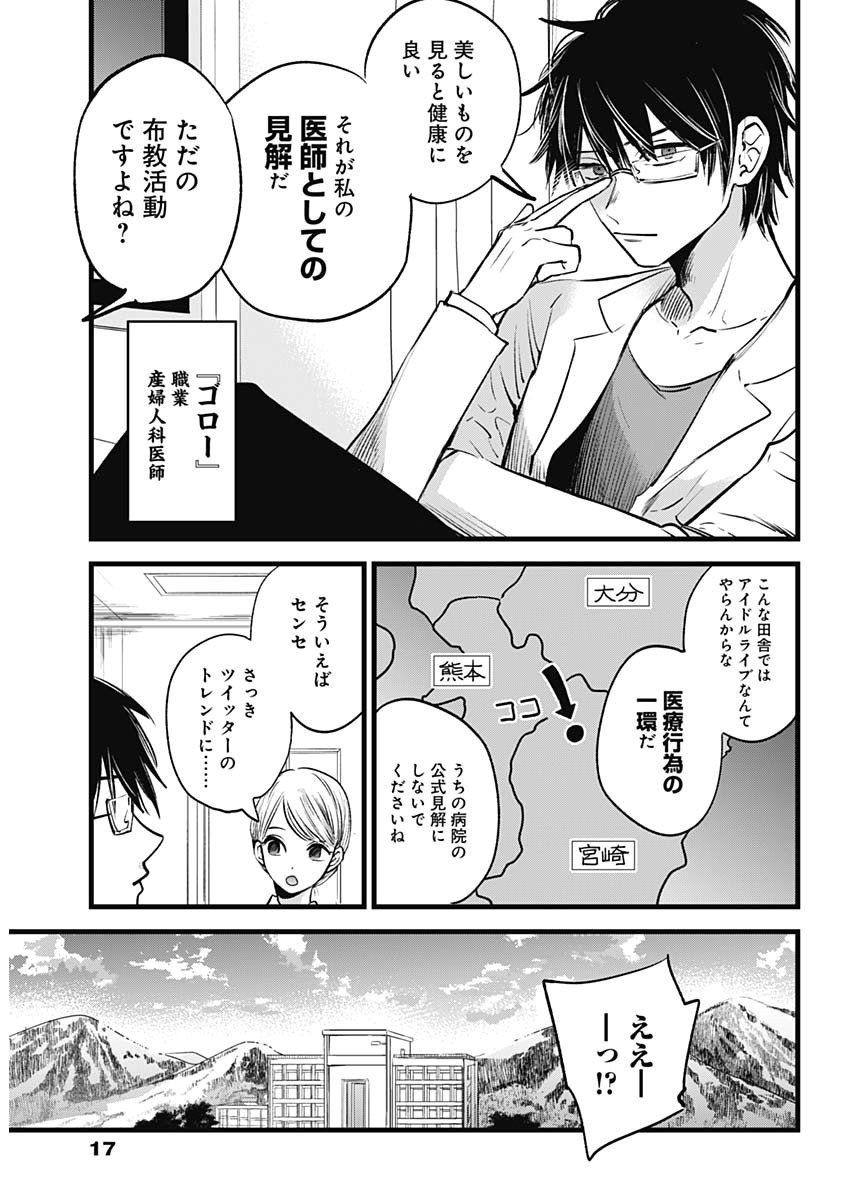 美しいものを
見ると健康に
良い
それが私の
医師としての
見解だ
ただの
布教活動
ですよね?
『ゴロー』
職業
産婦人科医師
こんな田舎では
アイドルライブなんて
やらんからな
医療行為の
一環だ
大分
熊本
ココ
宮崎
うちの病院の
公式見解に
しないで
くださいね
そういえば
センセ
さっき
ツイッターの
トレンドに……
ええー
ーっ!?
17